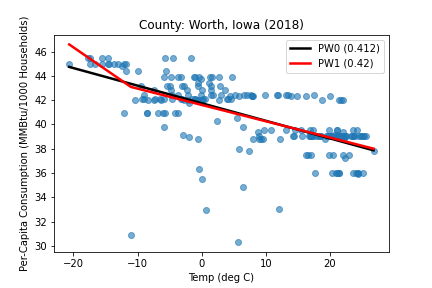 County: Worth, Iowa (2018)
PW0 (0.412)
PW1 (0.42)
Per-Capita Consumption (MMBtu/1000 Households)
46
44
42
40
38
36
34
32
30
−20
−10
0
10
20
Temp (deg C)